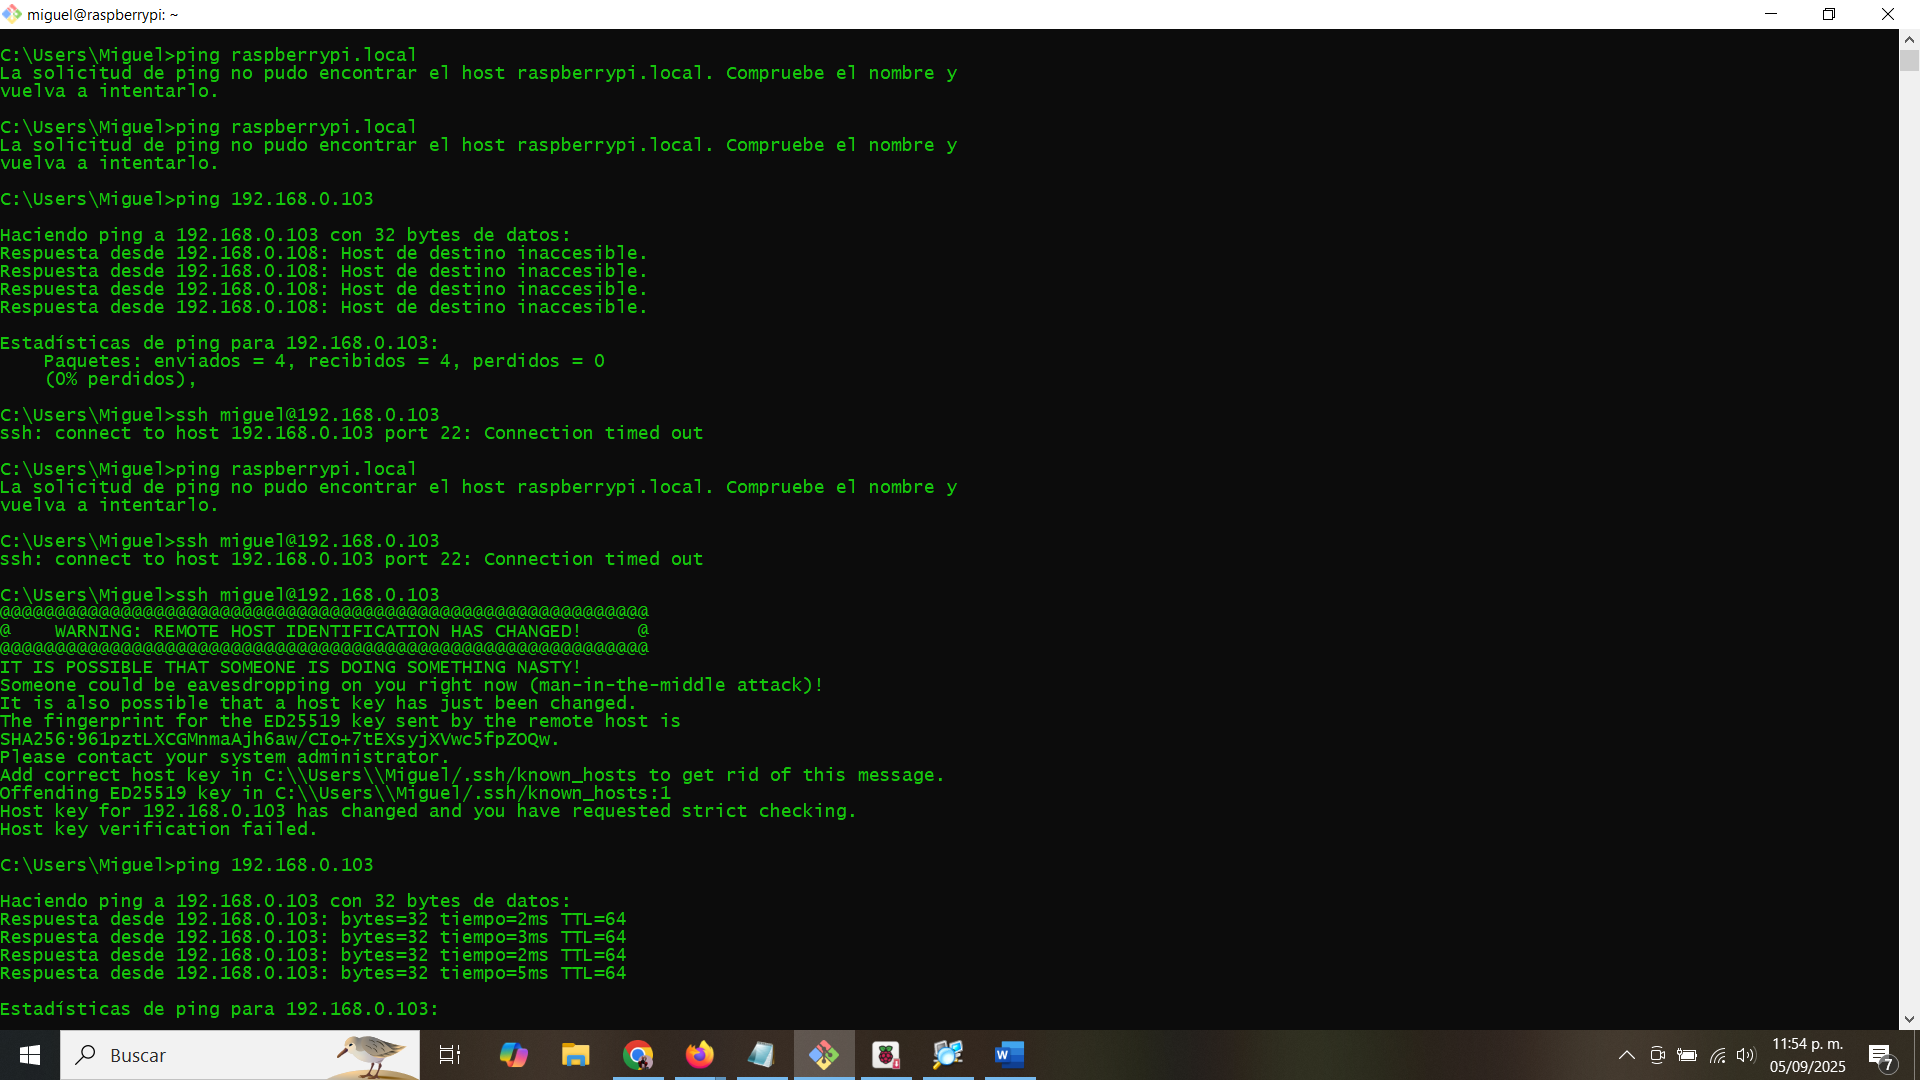 miguel@raspberrypi: ~
C:\Users\Miguel>ping raspberrypi.local
La solicitud de ping no pudo encontrar el host raspberrypi.local. Compruebe el nombre y
vuelva a intentarlo.
C:\Users\Miguel>ping raspberrypi.local
La solicitud de ping no pudo encontrar el host raspberrypi.local. Compruebe el nombre y
vuelva a intentarlo.
C:\Users\Miguel>ping 192.168.0.103
Haciendo ping a 192.168.0.103 con 32 bytes de datos:
Respuesta desde 192.168.0.108: Host de destino inaccesible.
Respuesta desde 192.168.0.108: Host de destino inaccesible.
Respuesta desde 192.168.0.108: Host de destino inaccesible.
Respuesta desde 192.168.0.108: Host de destino inaccesible.
Estadísticas de ping para 192.168.0.103:
    Paquetes: enviados = 4, recibidos = 4, perdidos = 0
    (0% perdidos),
C:\Users\Miguel>ssh miguel@192.168.0.103
ssh: connect to host 192.168.0.103 port 22: Connection timed out
C:\Users\Miguel>ping raspberrypi.local
La solicitud de ping no pudo encontrar el host raspberrypi.local. Compruebe el nombre y
vuelva a intentarlo.
C:\Users\Miguel>ssh miguel@192.168.0.103
ssh: connect to host 192.168.0.103 port 22: Connection timed out
C:\Users\Miguel>ssh miguel@192.168.0.103
@@@@@@@@@@@@@@@@@@@@@@@@@@@@@@@@@@@@@@@@@@@@@@@@@@@@@@@@@@@
@    WARNING: REMOTE HOST IDENTIFICATION HAS CHANGED!     @
@@@@@@@@@@@@@@@@@@@@@@@@@@@@@@@@@@@@@@@@@@@@@@@@@@@@@@@@@@@
IT IS POSSIBLE THAT SOMEONE IS DOING SOMETHING NASTY!
Someone could be eavesdropping on you right now (man-in-the-middle attack)!
It is also possible that a host key has just been changed.
The fingerprint for the ED25519 key sent by the remote host is
SHA256:961pztLXCGMnmaAjh6aw/CIo+7tEXsyjXVwc5fpZOQw.
Please contact your system administrator.
Add correct host key in C:\\Users\\Miguel/.ssh/known_hosts to get rid of this message.
Offending ED25519 key in C:\\Users\\Miguel/.ssh/known_hosts:1
Host key for 192.168.0.103 has changed and you have requested strict checking.
Host key verification failed.
C:\Users\Miguel>ping 192.168.0.103
Haciendo ping a 192.168.0.103 con 32 bytes de datos:
Respuesta desde 192.168.0.103: bytes=32 tiempo=2ms TTL=64
Respuesta desde 192.168.0.103: bytes=32 tiempo=3ms TTL=64
Respuesta desde 192.168.0.103: bytes=32 tiempo=2ms TTL=64
Respuesta desde 192.168.0.103: bytes=32 tiempo=5ms TTL=64
Estadísticas de ping para 192.168.0.103:
Buscar
W
11:54 p. m.
05/09/2025
7